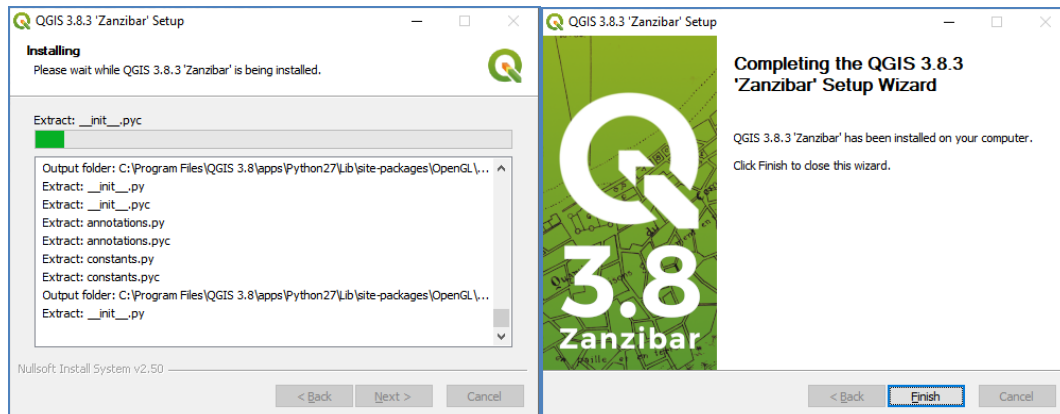 QGIS 3.8.3 'Zanzibar' Setup
Installing
Please wait while QGIS 3.8.3 'Zanzibar' is being installed.
Extract: __init__.pyc
Output folder: C:\Program Files\QGIS 3.8\apps\Python27\Lib\site-packages\OpenGL\...
Extract: __init__.py
Extract: __init__.pyc
Extract: annotations.py
Extract: annotations.pyc
Extract: constants.py
Extract: constants.pyc
Output folder: C:\Program Files\QGIS 3.8\apps\Python27\Lib\site-packages\OpenGL\...
Extract: __init__.py
Nullsoft Install System v2.50
< Back
Next >
Cancel
QGIS 3.8.3 'Zanzibar' Setup
3.8
Zanzibar
Completing the QGIS 3.8.3
'Zanzibar' Setup Wizard
QGIS 3.8.3 'Zanzibar' has been installed on your computer.
Click Finish to close this wizard.
< Back
Finish
Cancel